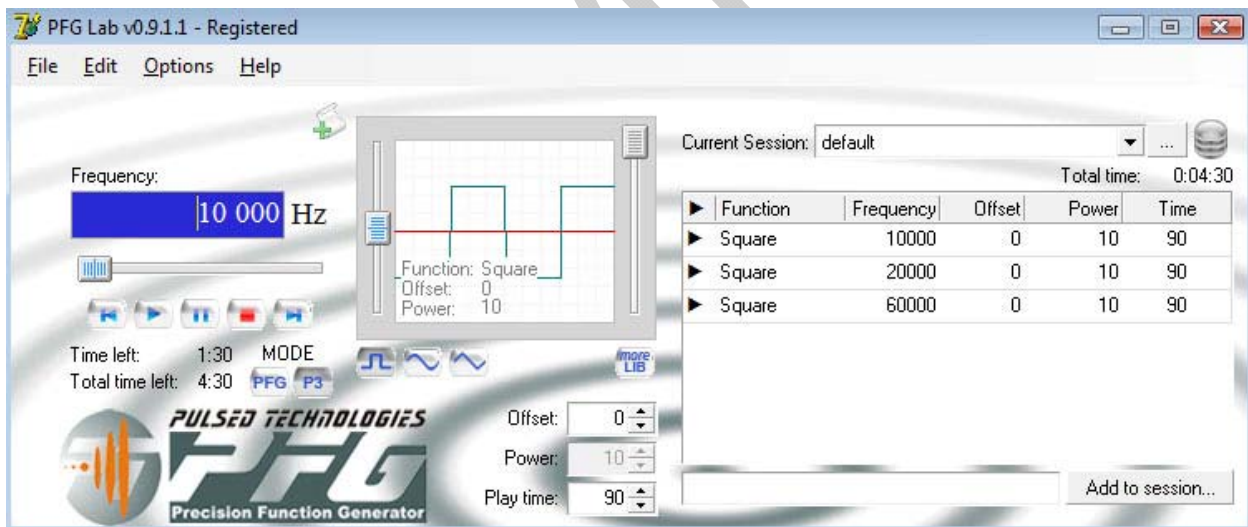 PFG Lab v0.9.1.1 - Registered
File Edit Options Help
Frequency:
10 000 Hz
Time left: 1:30 MODE
Total time left: 4:30 PFG P3
PULSED TECHNOLOGIES
PFG
Precision Function Generator
Function: Square
Offset: 0
Power: 10
more LIB
Offset: 0
Power: 10
Play time: 90
Current Session: default ...
Total time: 0:04:30
Function Frequency Offset Power Time
Square 10000 0 10 90
Square 20000 0 10 90
Square 60000 0 10 90
Add to session...